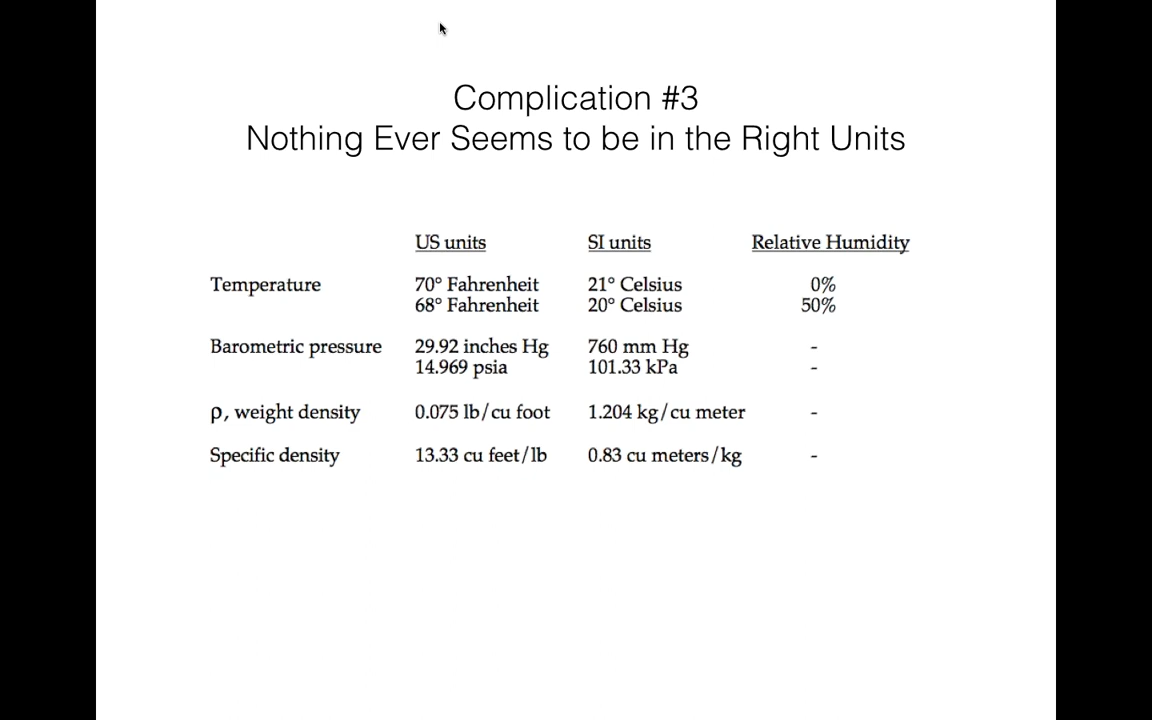 Complication #3
Nothing Ever Seems to be in the Right Units
US units SI units Relative Humidity
Temperature 70° Fahrenheit 21° Celsius 0%
68° Fahrenheit 20° Celsius 50%
Barometric pressure 29.92 inches Hg 760 mm Hg -
14.969 psia 101.33 kPa -
ρ, weight density 0.075 lb/cu foot 1.204 kg/cu meter -
Specific density 13.33 cu feet/lb 0.83 cu meters/kg -